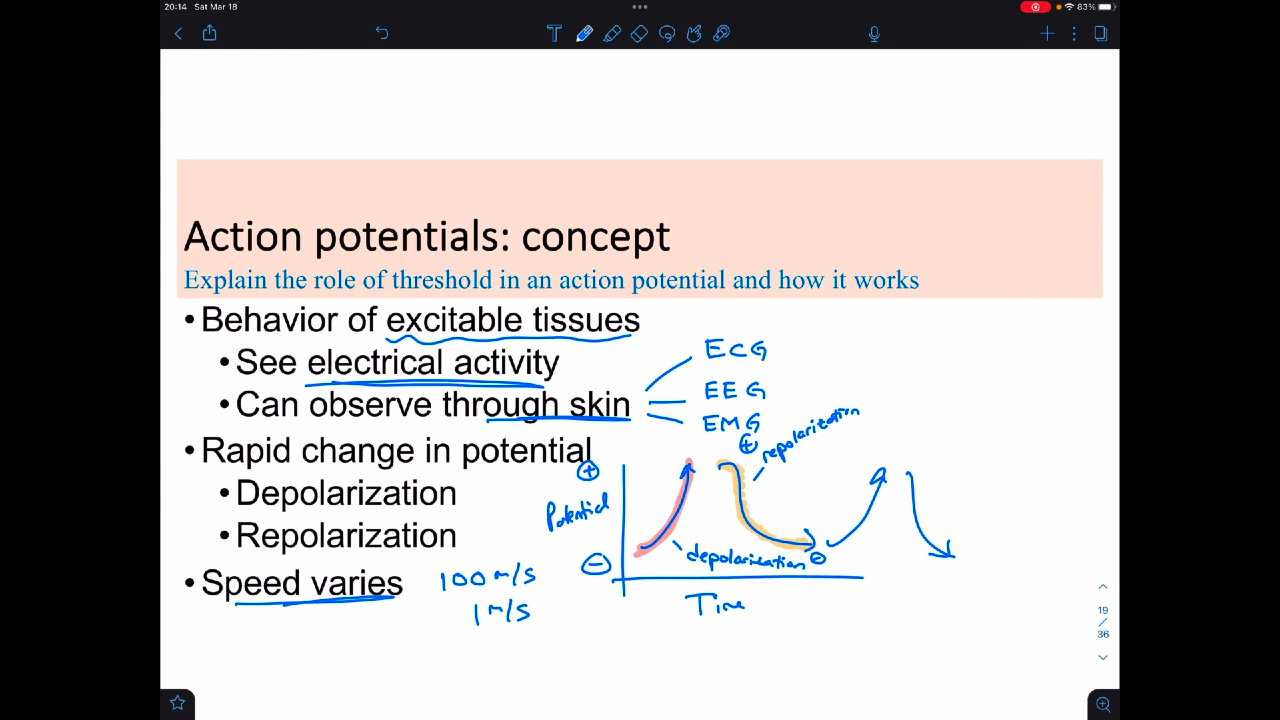 20:14 Sat Mar 18
83%
Action potentials: concept
Explain the role of threshold in an action potential and how it works
• Behavior of excitable tissues
• See electrical activity
• Can observe through skin
ECG
EEG
EMG
• Rapid change in potential
• Depolarization
• Repolarization
• Speed varies
100 m/s
1 m/s
+
Potential
−
+
repolarization
depolarization −
Time
19
/
36